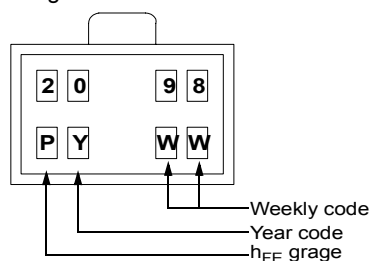 2 0 9 8
P Y W W
Weekly code
Year code
hFE grage